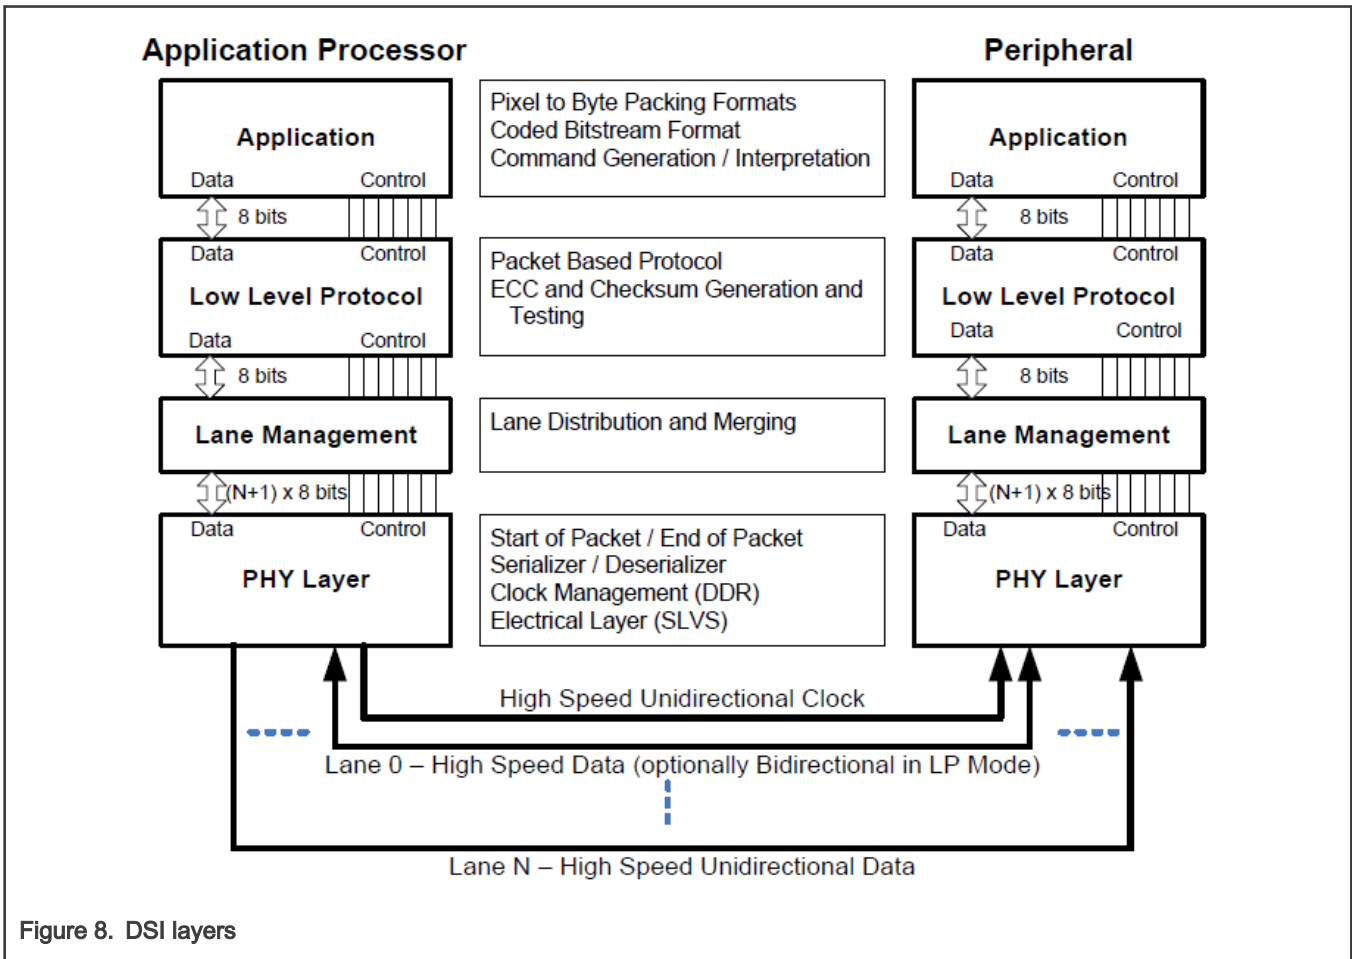 Application Processor
Peripheral
Application
Data Control
8 bits
Data Control
Low Level Protocol
Data Control
8 bits
Lane Management
(N+1) x 8 bits
Data Control
PHY Layer
Pixel to Byte Packing Formats
Coded Bitstream Format
Command Generation / Interpretation
Packet Based Protocol
ECC and Checksum Generation and
Testing
Lane Distribution and Merging
Start of Packet / End of Packet
Serializer / Deserializer
Clock Management (DDR)
Electrical Layer (SLVS)
Application
Data Control
8 bits
Data Control
Low Level Protocol
Data Control
8 bits
Lane Management
(N+1) x 8 bits
Data Control
PHY Layer
High Speed Unidirectional Clock
Lane 0 – High Speed Data (optionally Bidirectional in LP Mode)
Lane N – High Speed Unidirectional Data
Figure 8. DSI layers